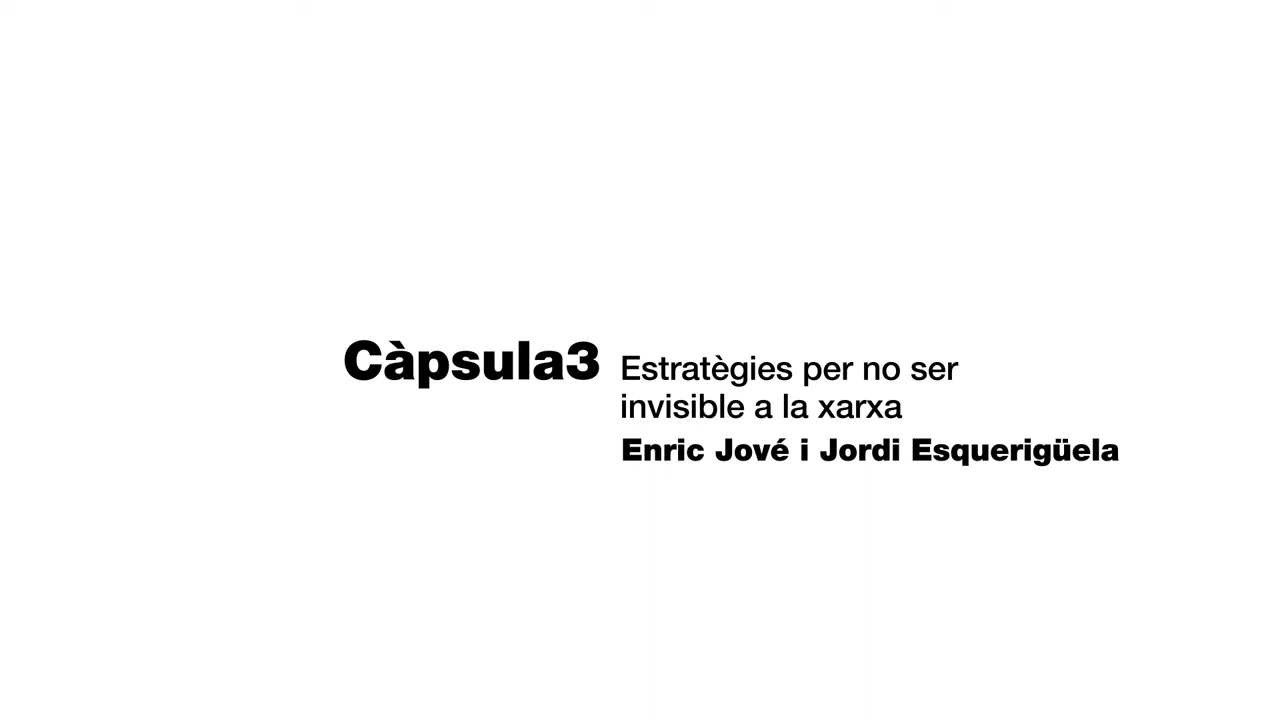 Càpsula3
Estratègies per no ser
invisible a la xarxa
Enric Jové i Jordi Esquerigüela